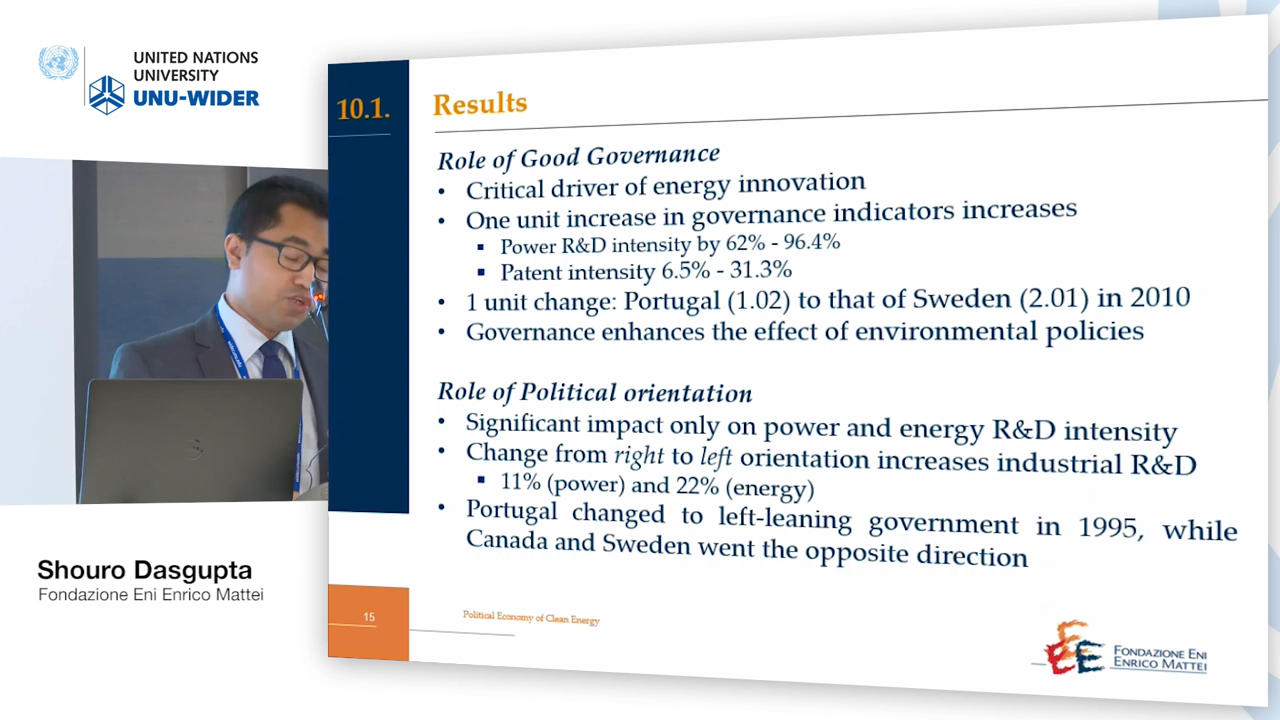 UNITED NATIONS
UNIVERSITY
UNU-WIDER
10.1.
Results
Role of Good Governance
• Critical driver of energy innovation
• One unit increase in governance indicators increases
▪ Power R&D intensity by 62% - 96.4%
▪ Patent intensity 6.5% - 31.3%
• 1 unit change: Portugal (1.02) to that of Sweden (2.01) in 2010
• Governance enhances the effect of environmental policies
Role of Political orientation
• Significant impact only on power and energy R&D intensity
• Change from right to left orientation increases industrial R&D
▪ 11% (power) and 22% (energy)
• Portugal changed to left-leaning government in 1995, while
Canada and Sweden went the opposite direction
Shouro Dasgupta
Fondazione Eni Enrico Mattei
15
Political Economy of Clean Energy
FONDAZIONE ENI
ENRICO MATTEI